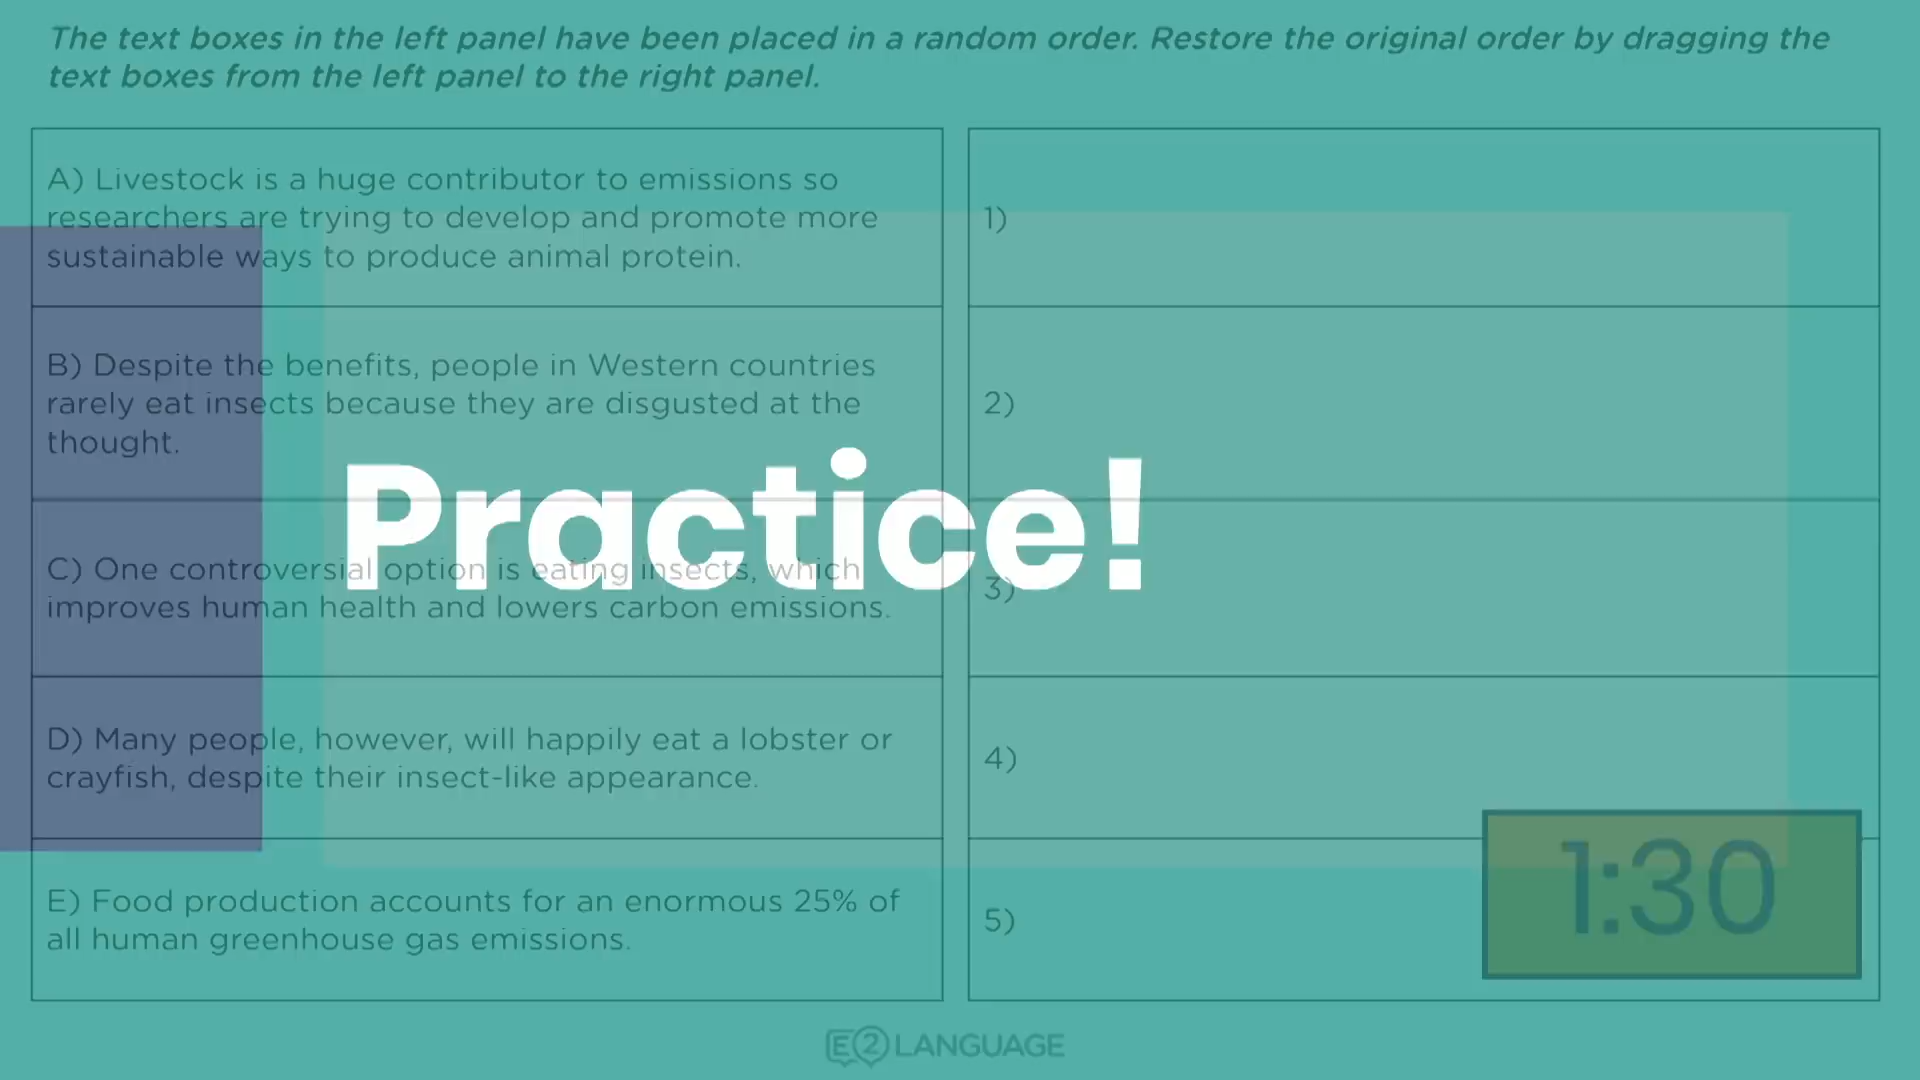 The text boxes in the left panel have been placed in a random order. Restore the original order by dragging the
text boxes from the left panel to the right panel.
A) Livestock is a huge contributor to emissions so
researchers are trying to develop and promote more
sustainable ways to produce animal protein.
B) Despite the benefits, people in Western countries
rarely eat insects because they are disgusted at the
thought.
C) One controversial option is eating insects, which
improves human health and lowers carbon emissions.
D) Many people, however, will happily eat a lobster or
crayfish, despite their insect-like appearance.
E) Food production accounts for an enormous 25% of
all human greenhouse gas emissions.
1)
2)
3)
4)
5)
Practice!
1:30
E2 LANGUAGE